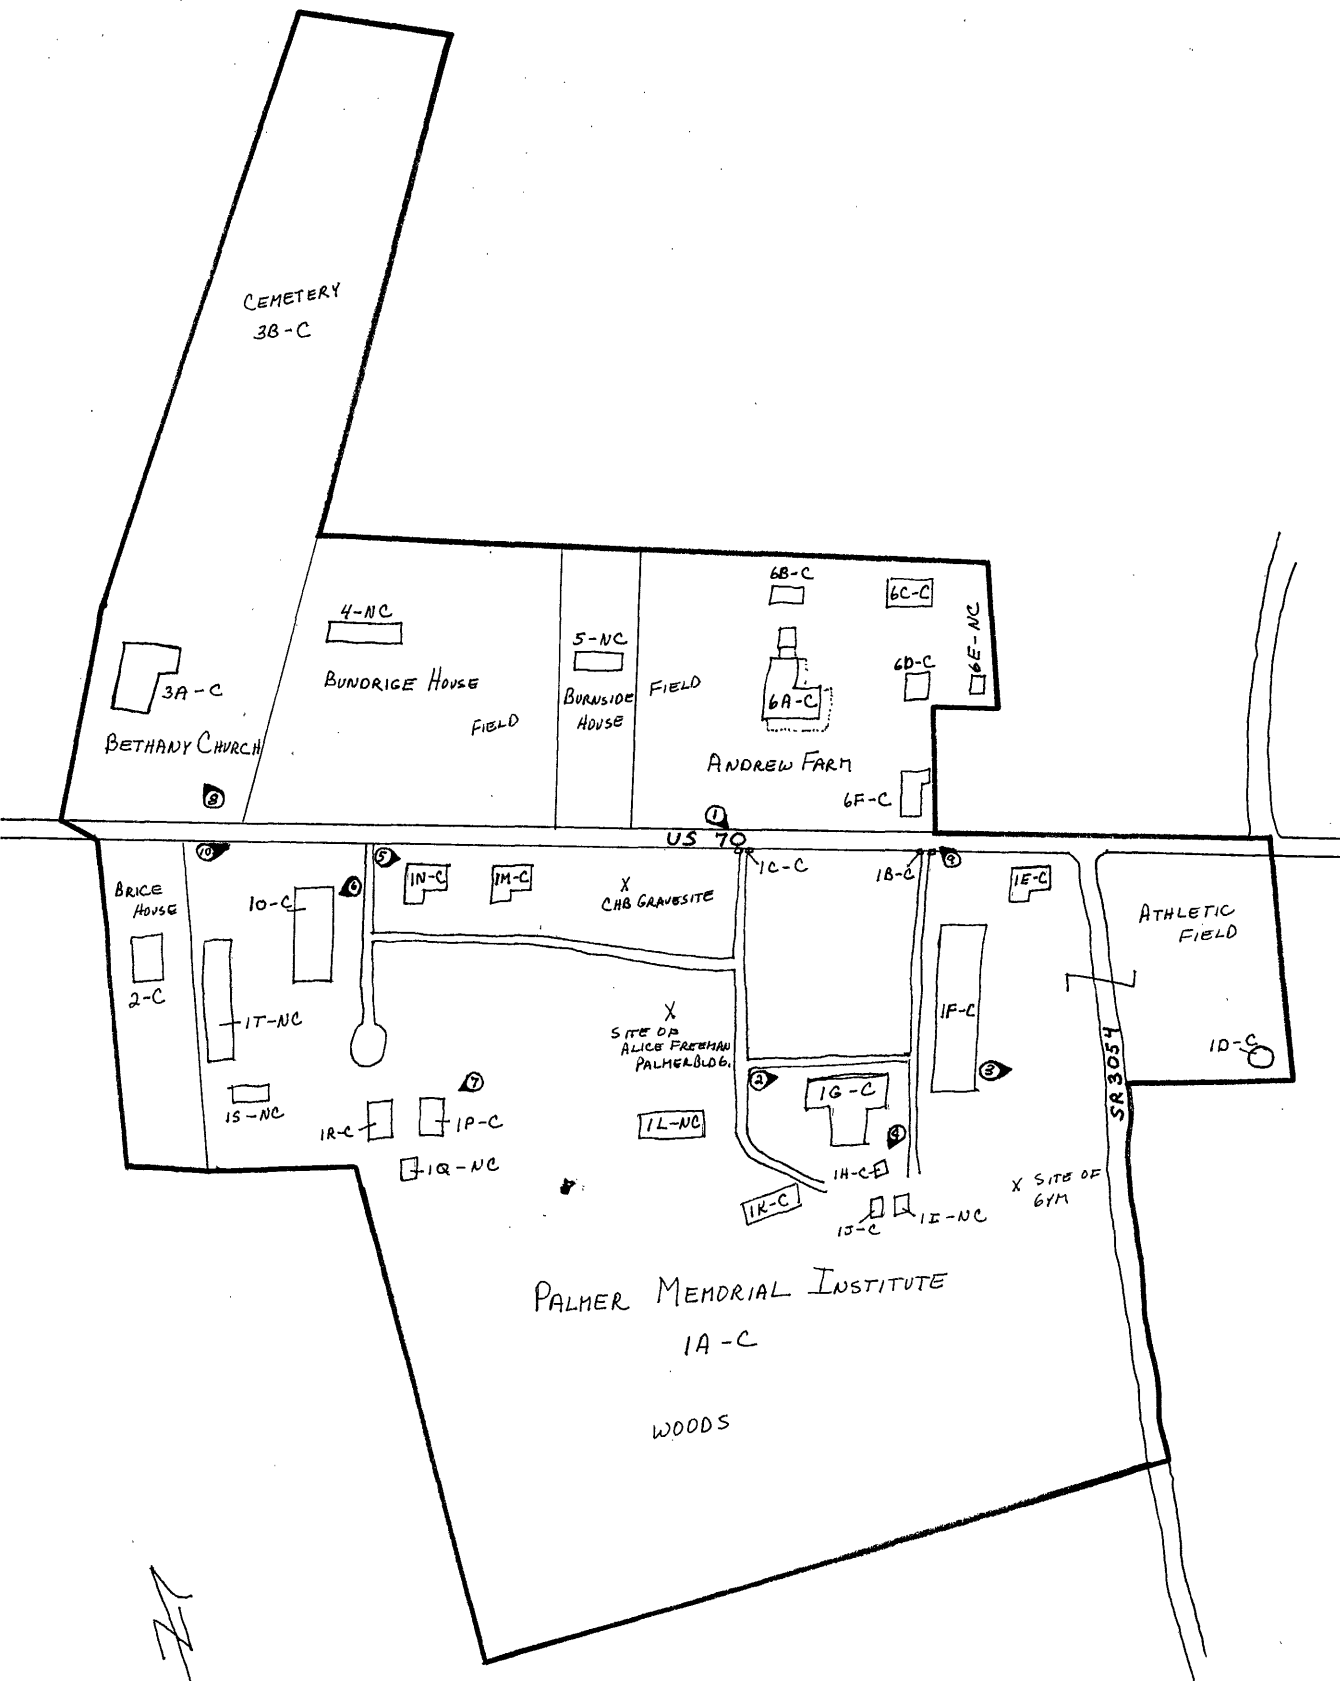 CEMETERY
3B-C
6B-C
6C-C
4-NC
5-NC
6E-NC
6D-C
3A-C
BUNDRIGE HOUSE
BURNSIDE
HOUSE
FIELD
6A-C
FIELD
BETHANY CHURCH
ANDREW FARM
6F-C
8
1
US 70
10
5
1C-C
1B-C
9
BRICE
HOUSE
1O-C
6
1N-C
1M-C
X
CHB GRAVESITE
1E-C
ATHLETIC
FIELD
2-C
1T-NC
X
SITE OF
ALICE FREEMAN
PALMER BLDG.
1F-C
SR 3054
1D-C
7
2
3
1S-NC
1R-C
1P-C
1L-NC
1G-C
4
1Q-NC
1H-C
1K-C
1J-C
1I-NC
X SITE OF
GYM
PALMER MEMORIAL INSTITUTE
1A-C
WOODS
N